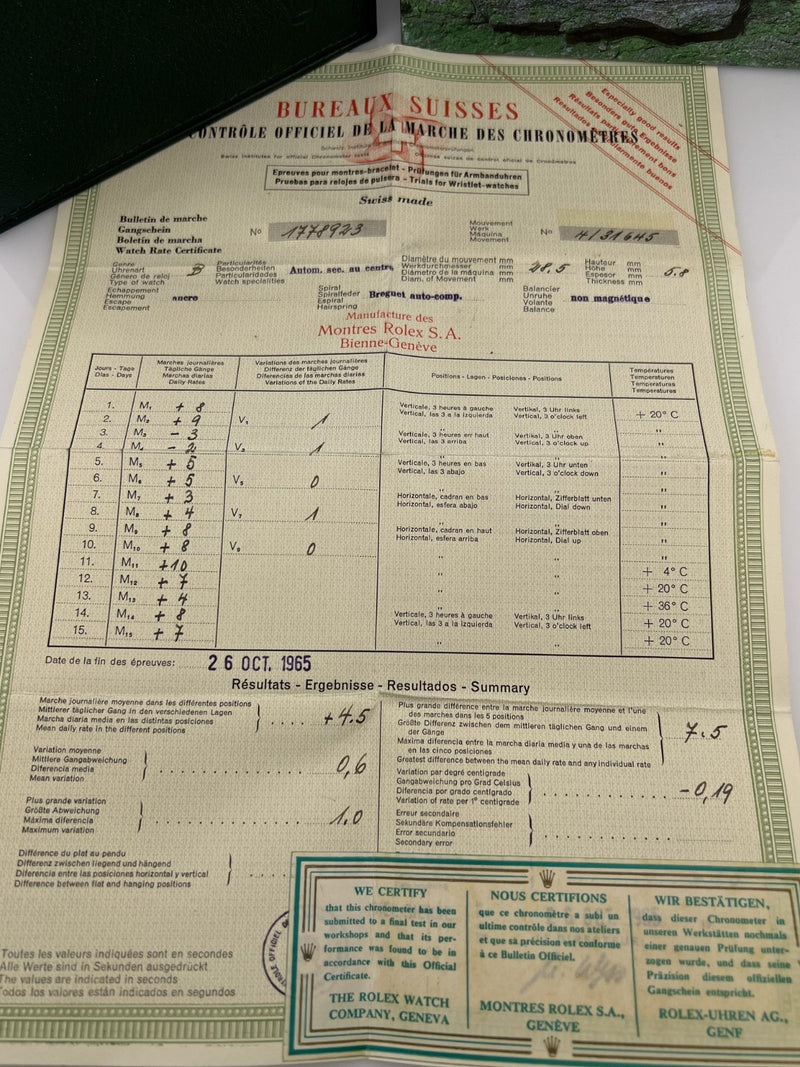 BUREAUX SUISSES
CONTRÔLE OFFICIEL DE LA MARCHE DES CHRONOMÈTRES
Especially good results
Besonders gute Ergebnisse
Résultats particulièrement bons
Resultados particularmente buenos
Swiss Institutes for official Chronometer tests
Epreuves pour montres-bracelet - Prüfungen für Armbanduhren
Pruebas para relojes de pulsera - Trials for Wristlet-watches
Swiss made
Bulletin de marche
Gangschein
Boletin de marcha
Watch Rate Certificate
No 1778923
Mouvement
Werk
Máquina
Movement
No 4/31645
Genre
Uhrenart
Género de reloj
Type of watch
B
Particularités
Besonderheiten
Particularidades
Watch specialities
Autom. sec. au centre
Diamètre du mouvement mm
Werkdurchmesser mm
Diámetro de la máquina mm
Diam. of Movement mm
28.5
Hauteur mm
Höhe mm
Espesor mm
Thickness mm
5.8
Echappement
Hemmung
Escape
Escapement
ancre
Spiral
Spiralfeder
Espiral
Hairspring
Breguet auto-comp.
Balancier
Unruhe
Volante
Balance
non magnétique
Manufacture des
Montres Rolex S.A.
Bienne-Genève
Jours - Tage
Días - Days
Marches journalières
Tägliche Gänge
Marchas diarias
Daily Rates
Variations des marches journalières
Differenz der täglichen Gänge
Diferencias de las marchas diarias
Variations of the Daily Rates
Positions - Lagen - Posiciones - Positions
Températures
Temperaturen
Temperaturas
Temperatures
1. M1 + 8 Verticale, 3 heures à gauche Vertikal, 3 Uhr links + 20° C
Vertical, las 3 a la izquierda Vertical, 3 o'clock left
2. M2 + 9 V1 1 " " "
3. M3 - 3 Verticale, 3 heures en haut Vertikal, 3 Uhr oben "
Vertical, las 3 arriba Vertical, 3 o'clock up
4. M4 - 2 V3 1 " " "
5. M5 + 5 Verticale, 3 heures en bas Vertikal, 3 Uhr unten "
Vertical, las 3 abajo Vertical, 3 o'clock down
6. M6 + 5 V5 0 " " "
7. M7 + 3 Horizontale, cadran en bas Horizontal, Zifferblatt unten "
Horizontal, esfera abajo Horizontal, Dial down
8. M8 + 4 V7 1 " " "
9. M9 + 8 Horizontale, cadran en haut Horizontal, Zifferblatt oben "
Horizontal, esfera arriba Horizontal, Dial up
10. M10 + 8 V9 0 " " "
11. M11 +10 " " + 4° C
12. M12 + 7 " " + 20° C
13. M13 + 4 " " + 36° C
14. M14 + 8 Verticale, 3 heures à gauche Vertikal, 3 Uhr links + 20° C
Vertical, las 3 a la izquierda Vertical, 3 o'clock left
15. M15 + 7 " " + 20° C
Date de la fin des épreuves: 26 OCT. 1965
Résultats - Ergebnisse - Resultados - Summary
Marche journalière moyenne dans les différentes positions
Mittlerer täglicher Gang in den verschiedenen Lagen
Marcha diaria media en las distintas posiciones
Mean daily rate in the different positions
+4.5
Variation moyenne
Mittlere Gangabweichung
Diferencia media
Mean variation
0,6
Plus grande variation
Größte Abweichung
Máxima diferencia
Maximum variation
1.0
Différence du plat au pendu
Differenz zwischen liegend und hängend
Diferencia entre las posiciones horizontal y vertical
Difference between flat and hanging positions
Plus grande différence entre la marche journalière moyenne et l'une
des marches dans les 5 positions
Größte Differenz zwischen dem mittleren täglichen Gang und einem
der Gänge
Máxima diferencia entre la marcha diaria media y una de las marchas
en las cinco posiciones
Greatest difference between the mean daily rate and any individual rate
7.5
Variation par degré centigrade
Gangabweichung pro Grad Celsius
Diferencia por grado centigrado
Variation of rate per 1° centigrade
-0,19
Erreur secondaire
Sekundäre Kompensationsfehler
Error secundario
Secondary error
Toutes les valeurs indiquées sont en secondes
Alle Werte sind in Sekunden ausgedrückt
The values are indicated in seconds
Todos los valores están indicados en segundos
WE CERTIFY
that this chronometer has been
submitted to a final test in our
workshops and that its per-
formance was found to be in
accordance with this Official
Certificate.
THE ROLEX WATCH
COMPANY, GENEVA
NOUS CERTIFIONS
que ce chronomètre a subi un
ultime contrôle dans nos ateliers
et que sa précision est conforme
à ce Bulletin Officiel.
MONTRES ROLEX S.A.,
GENÈVE
WIR BESTÄTIGEN,
dass dieser Chronometer in
unseren Werkstätten nochmals
einer genauen Prüfung unter-
zogen wurde, und dass seine
Präzision diesem offiziellen
Gangschein entspricht.
ROLEX-UHREN AG.,
GENF